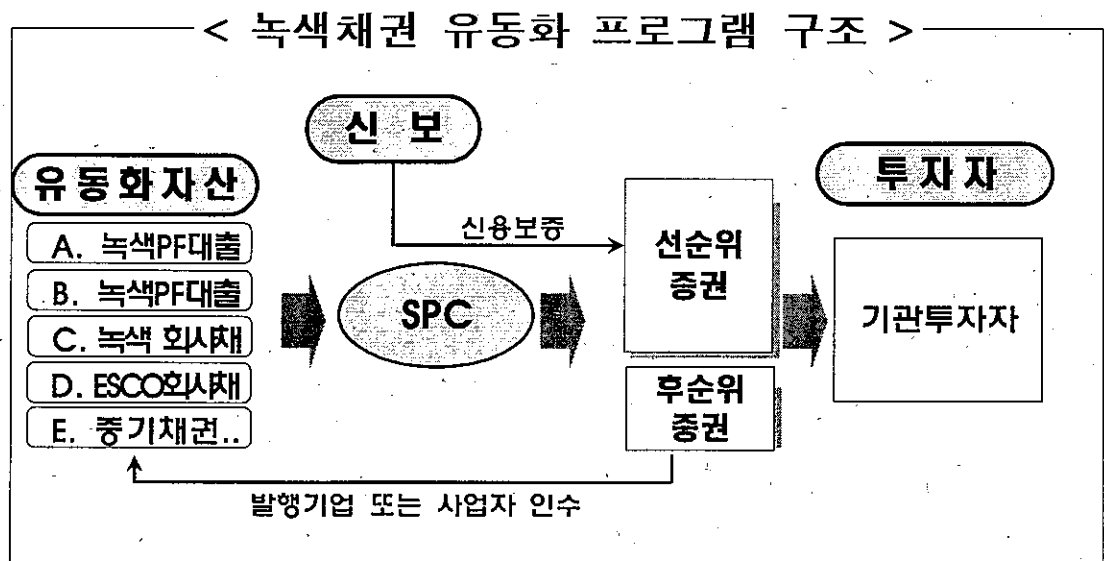 < 녹색채권 유동화 프로그램 구조 >
신 보
유동화자산
투자자
A. 녹색PF대출
B. 녹색PF대출
C. 녹색 회사채
D. ESCO회사채
E. 중기채권..
신용보증
SPC
선순위
증권
후순위
증권
기관투자자
발행기업 또는 사업자 인수